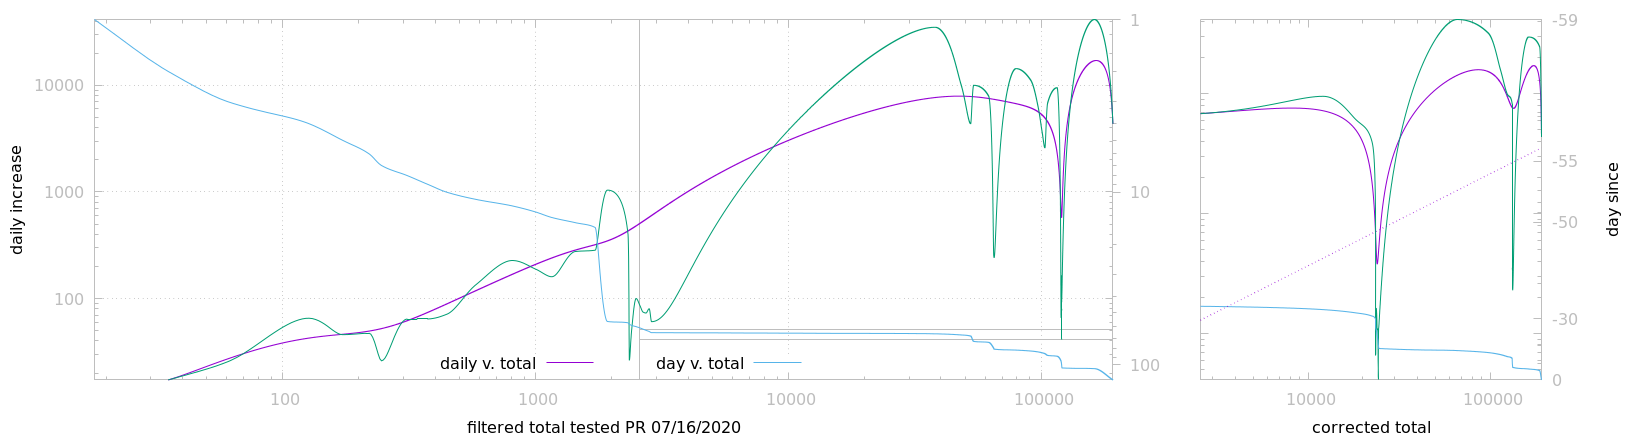 1
-59
10000
daily increase
-55
1000
10
-50
day since
100
-30
daily v. total
day v. total
100
0
100
1000
10000
100000
10000
100000
filtered total tested PR 07/16/2020
corrected total